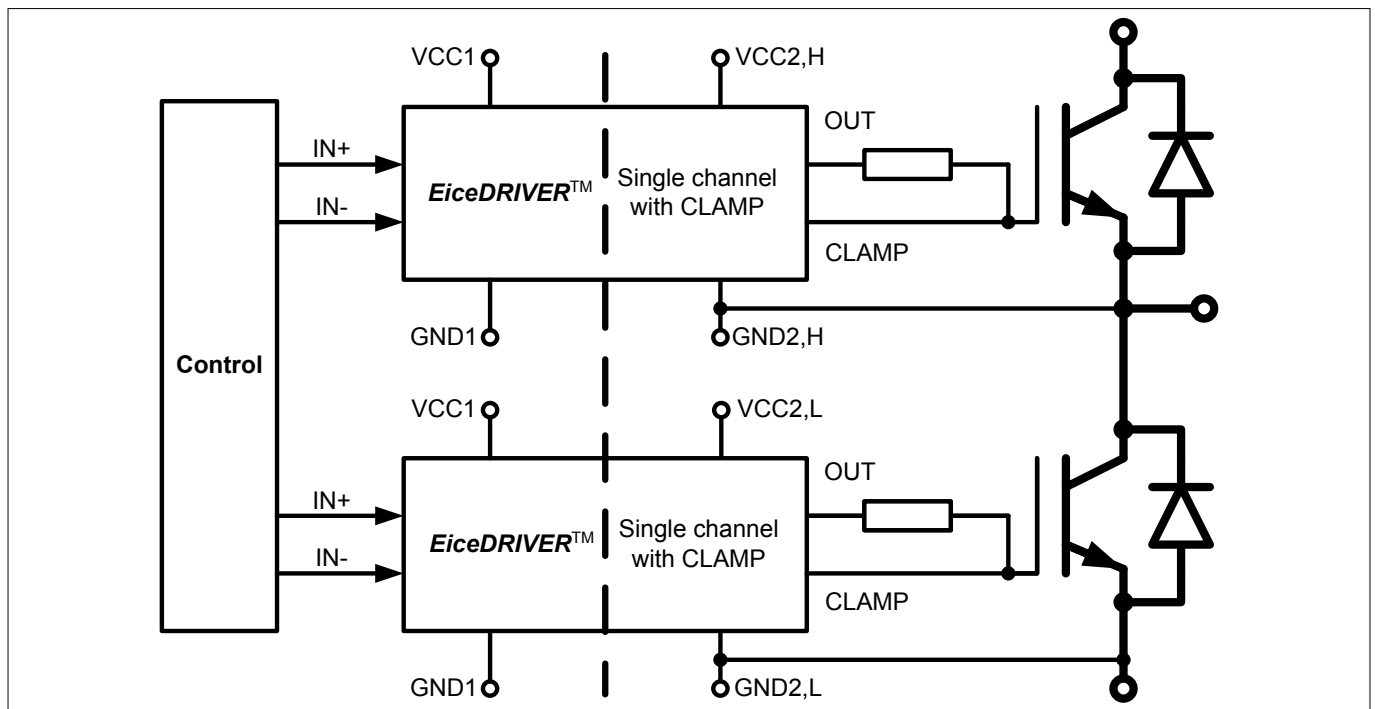 VCC1
VCC2,H
OUT
IN+
EiceDRIVER™
Single channel
with CLAMP
IN-
CLAMP
GND1
GND2,H
Control
VCC1
VCC2,L
OUT
IN+
EiceDRIVER™
Single channel
with CLAMP
IN-
CLAMP
GND1
GND2,L